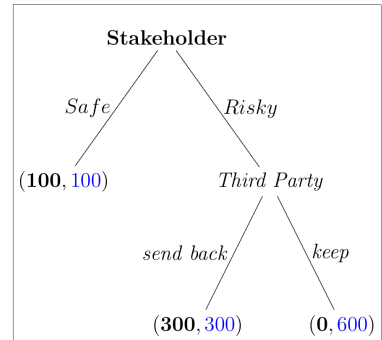 Stakeholder
Safe Risky
(100, 100) Third Party
send back keep
(300, 300) (0, 600)